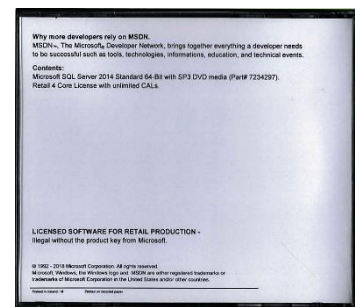 Why more developers rely on MSDN.
MSDN™, The Microsoft® Developer Network, brings together everything a developer needs
to be successful such as tools, technologies, informations, education, and technical events.
Contents:
Microsoft SQL Server 2014 Standard 64-Bit with SP3 DVD media (Part# 7234297).
Retail 4 Core License with unlimited CALs.
LICENSED SOFTWARE FOR RETAIL PRODUCTION -
Illegal without the product key from Microsoft.
© 1992 - 2018 Microsoft Corporation. All rights reserved.
Microsoft, Windows, the Windows logo and MSDN are either registered trademarks or
trademarks of Microsoft Corporation in the United States and/or other countries.
Printed on recycled paper.